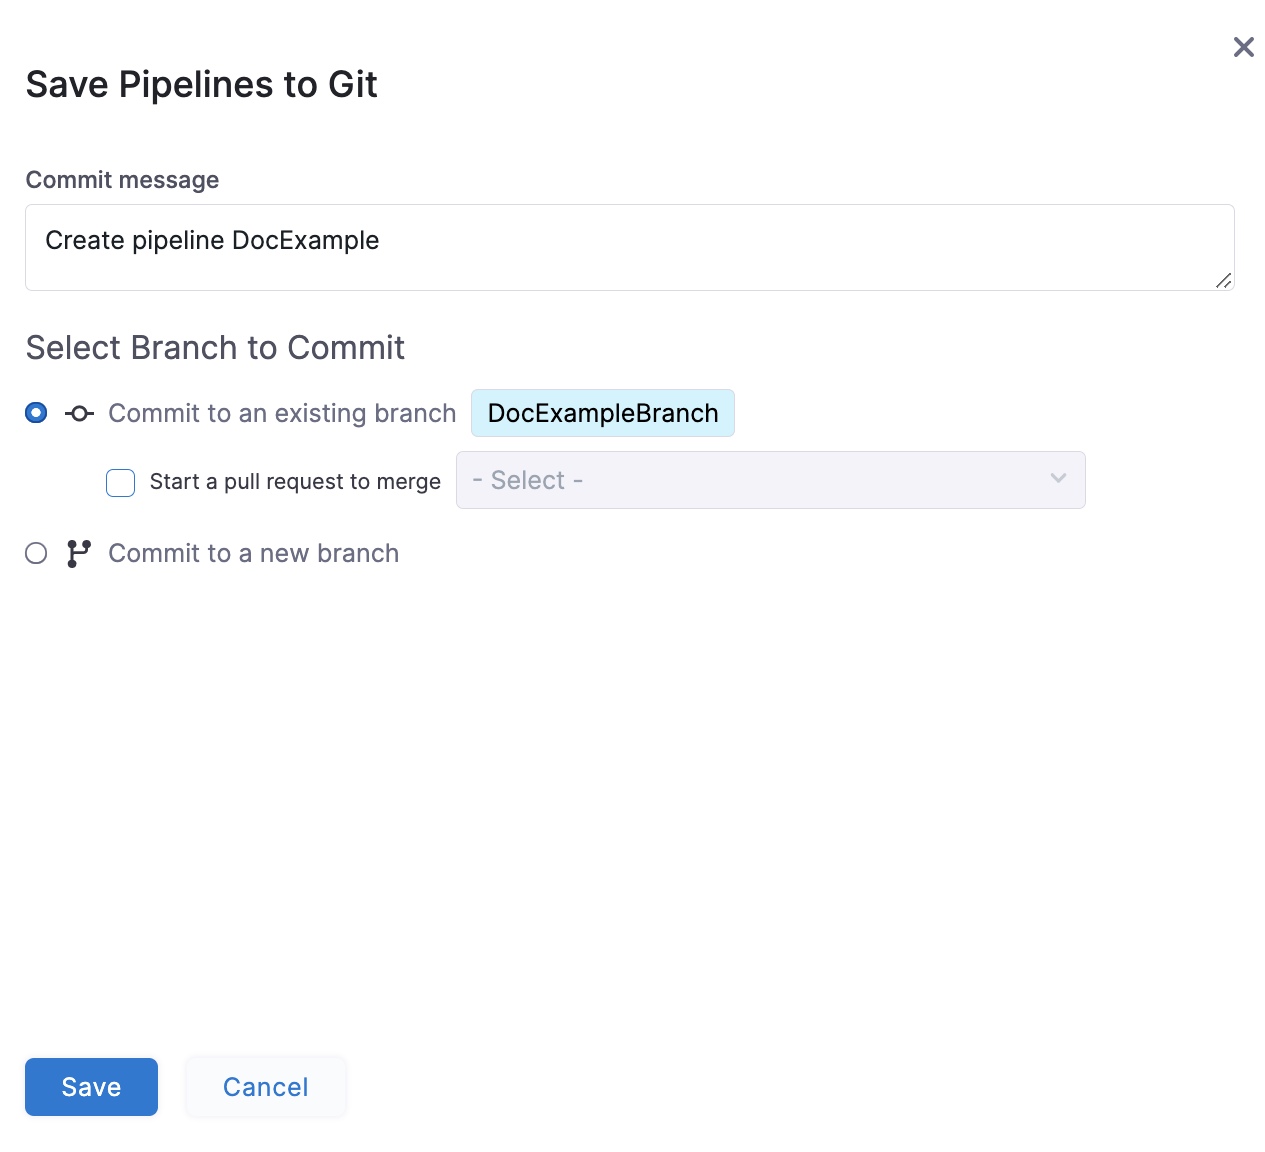 Save Pipelines to Git
Commit message
Create pipeline DocExample
Select Branch to Commit
Commit to an existing branch DocExampleBranch
Start a pull request to merge - Select -
Commit to a new branch
Save Cancel